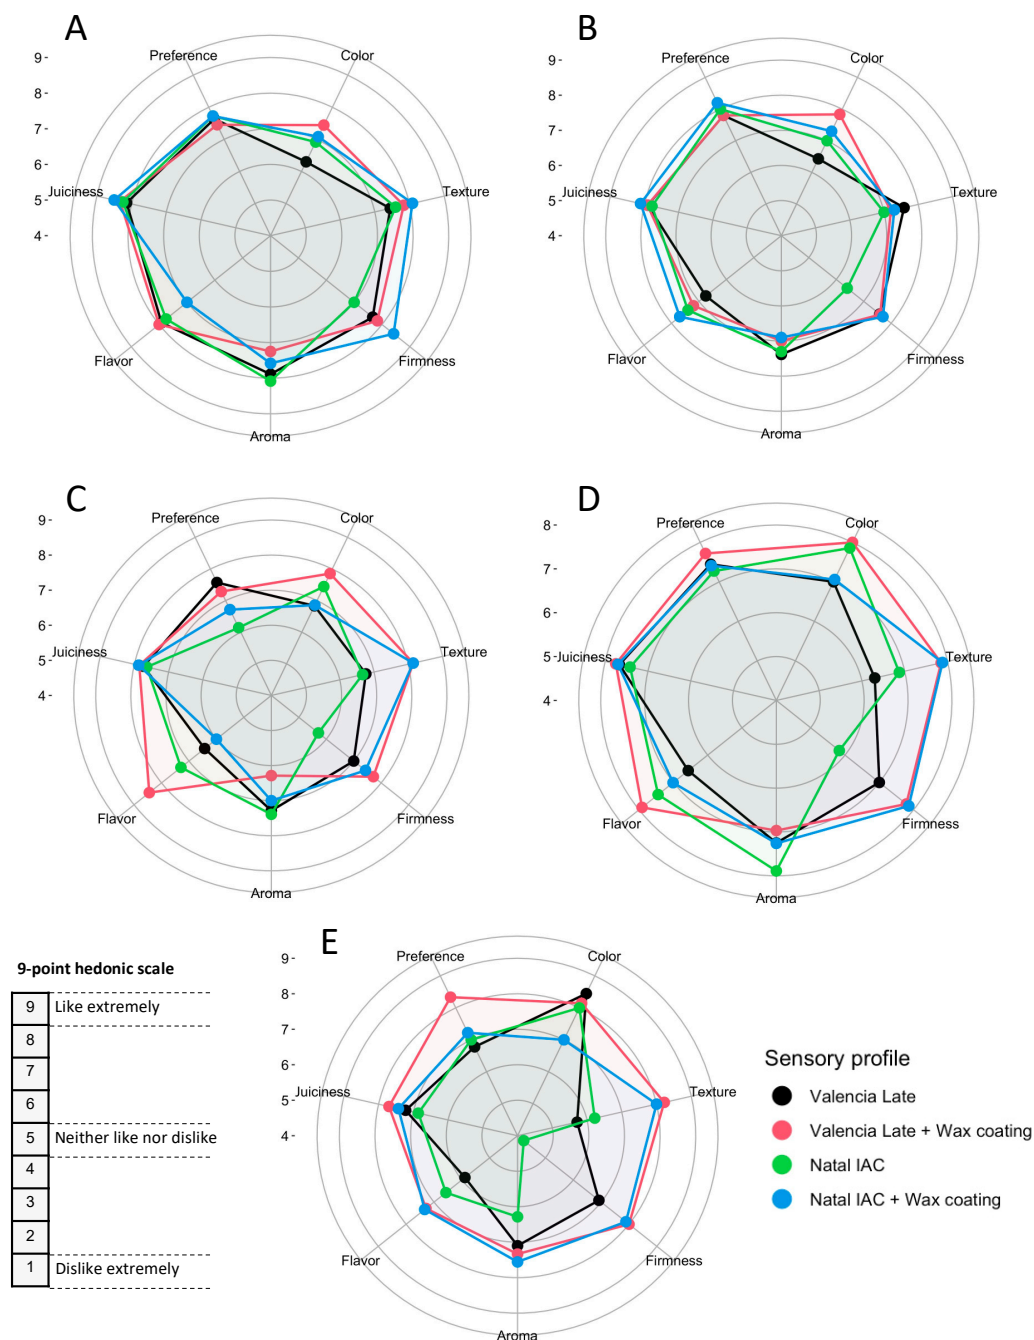 A
Preference
Color
9-
8-
7-
6-
5-
4-
Juiciness
Texture
Flavor
Firmness
Aroma
B
Preference
Color
9-
8-
7-
6-
5-
4-
Juiciness
Texture
Flavor
Firmness
Aroma
C
Preference
Color
9-
8-
7-
6-
5-
4-
Juiciness
Texture
Flavor
Firmness
Aroma
D
Preference
Color
8-
7-
6-
5-
4-
Juiciness
Texture
Flavor
Firmness
Aroma
E
Preference
Color
9-
8-
7-
6-
5-
4-
Juiciness
Texture
Flavor
Firmness
Aroma
9-point hedonic scale
9 Like extremely
8
7
6
5 Neither like nor dislike
4
3
2
1 Dislike extremely
Sensory profile
Valencia Late
Valencia Late + Wax coating
Natal IAC
Natal IAC + Wax coating